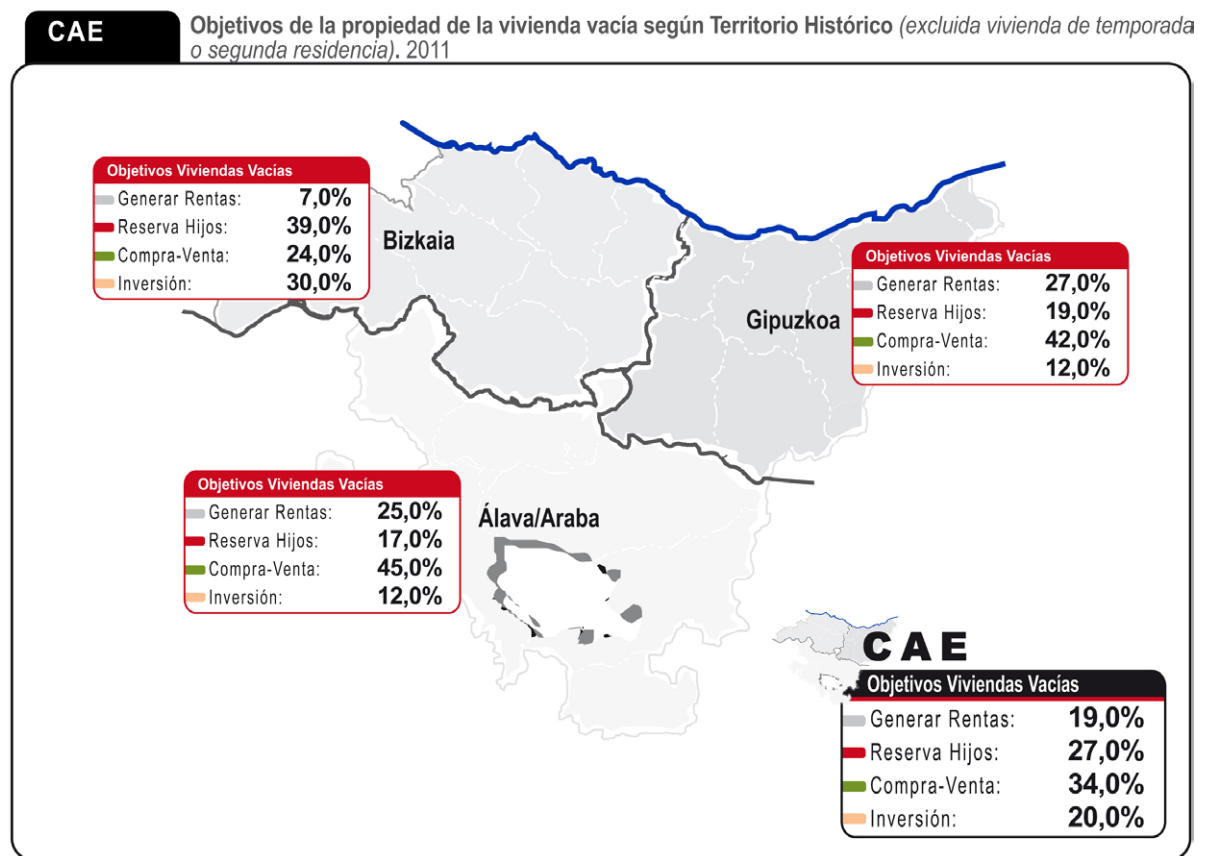 CAE
Objetivos de la propiedad de la vivienda vacía según Territorio Histórico (excluida vivienda de temporada
o segunda residencia). 2011
Objetivos Viviendas Vacías
Generar Rentas: 7,0%
Reserva Hijos: 39,0%
Compra-Venta: 24,0%
Inversión: 30,0%
Bizkaia
Objetivos Viviendas Vacías
Generar Rentas: 27,0%
Reserva Hijos: 19,0%
Compra-Venta: 42,0%
Inversión: 12,0%
Gipuzkoa
Objetivos Viviendas Vacías
Generar Rentas: 25,0%
Reserva Hijos: 17,0%
Compra-Venta: 45,0%
Inversión: 12,0%
Álava/Araba
CAE
Objetivos Viviendas Vacías
Generar Rentas: 19,0%
Reserva Hijos: 27,0%
Compra-Venta: 34,0%
Inversión: 20,0%